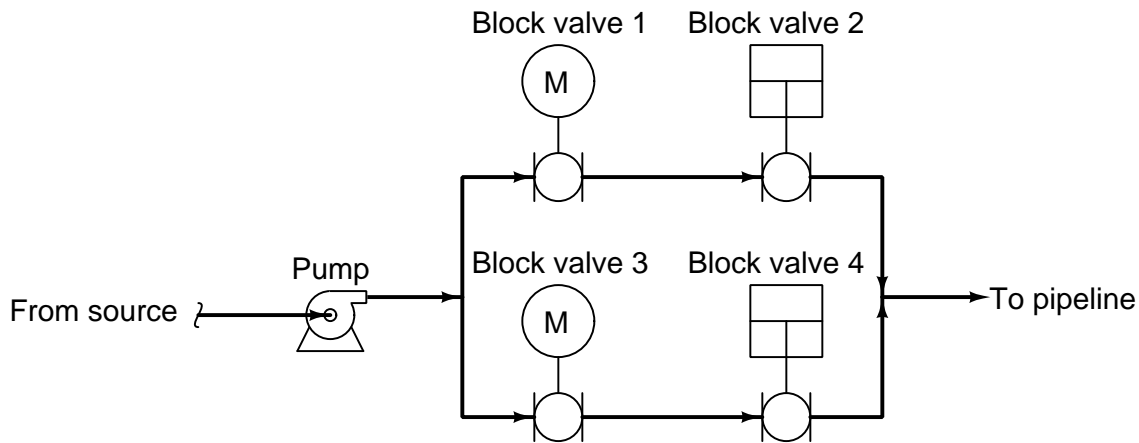 Block valve 1
Block valve 2
M
Pump
Block valve 3
Block valve 4
From source
To pipeline
M